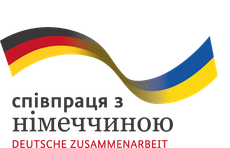 співпраця з
німеччиною
DEUTSCHE ZUSAMMENARBEIT